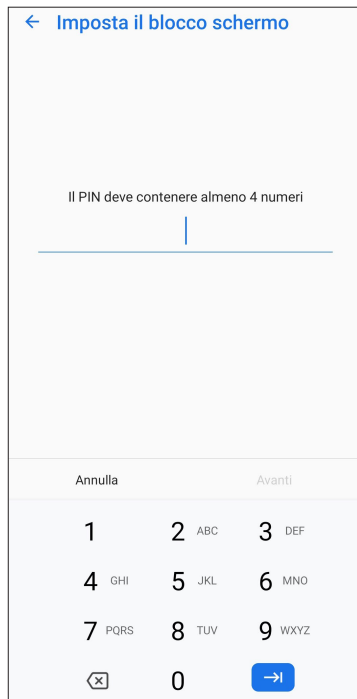 Imposta il blocco schermo
Il PIN deve contenere almeno 4 numeri
Annulla Avanti
1 2 ABC 3 DEF
4 GHI 5 JKL 6 MNO
7 PQRS 8 TUV 9 WXYZ
0